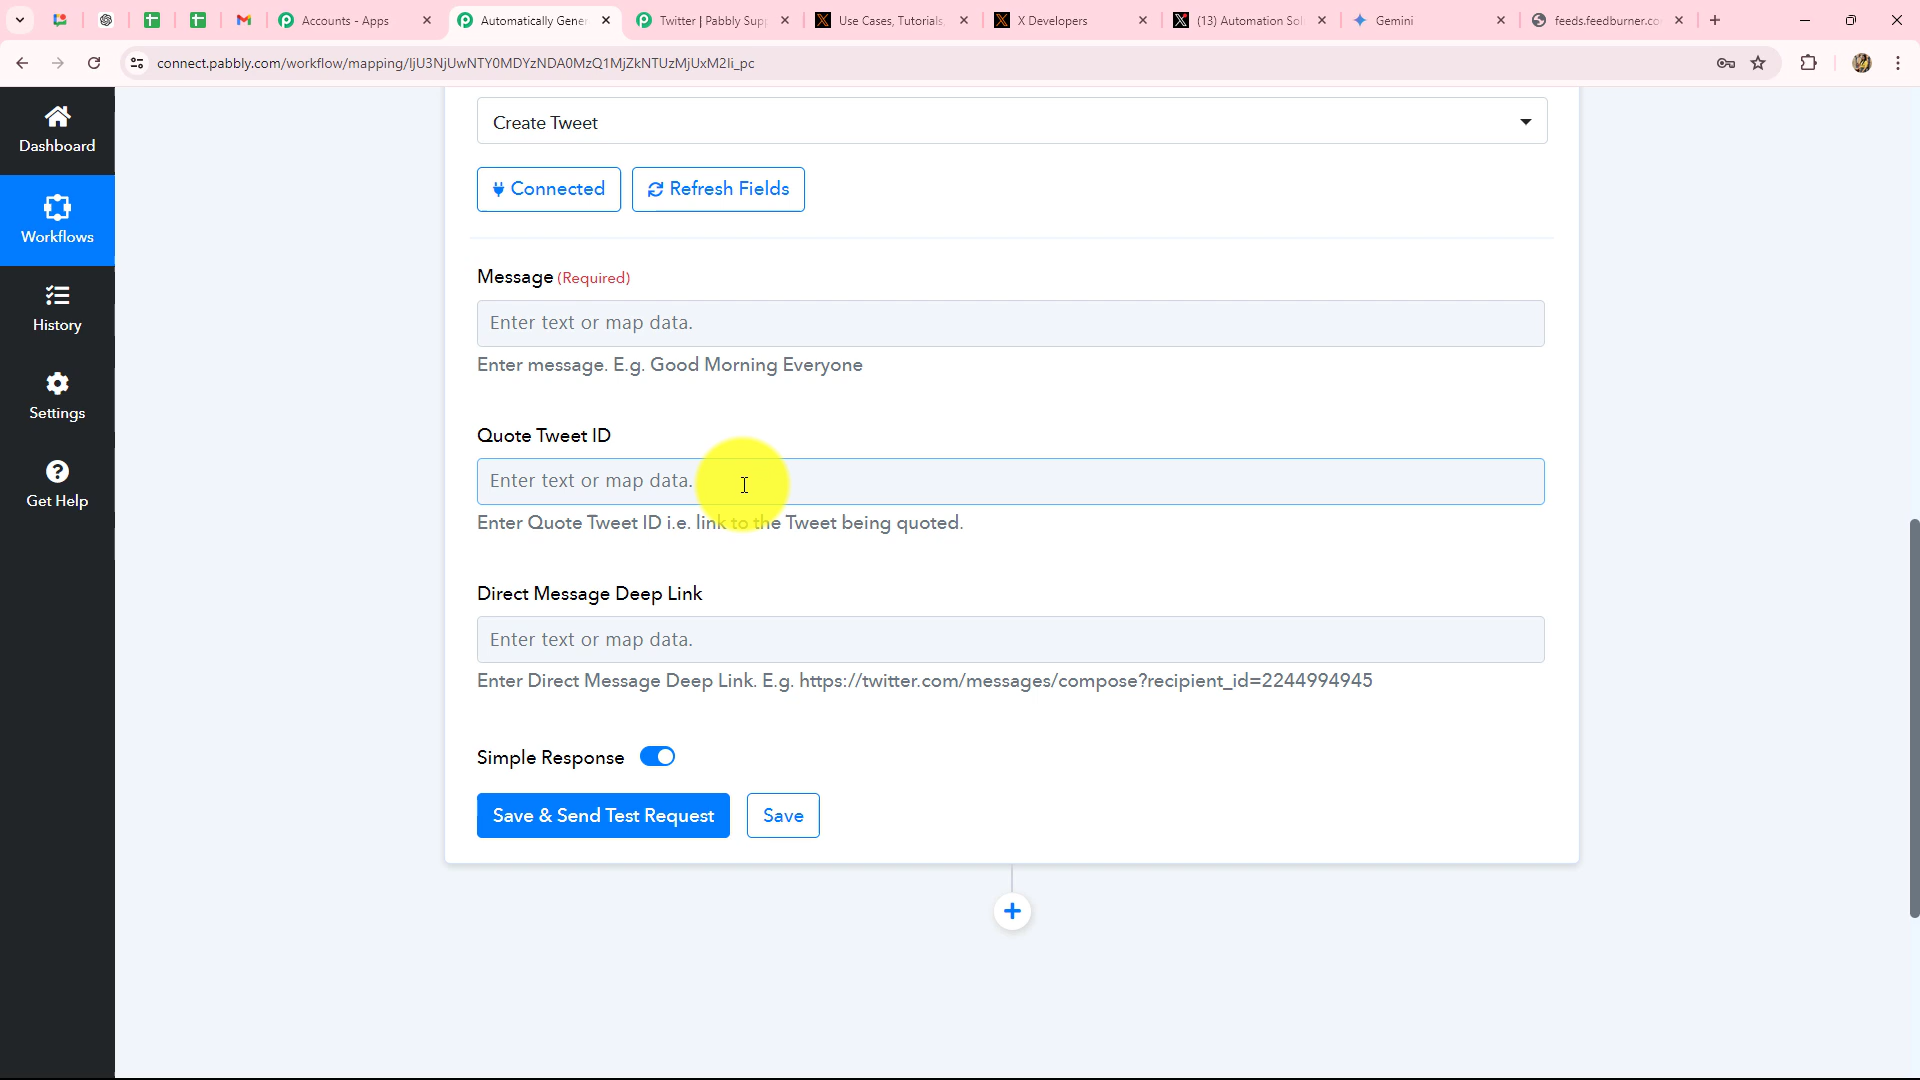 Accounts - Apps
Automatically Gener
Twitter | Pabbly Supp
Use Cases, Tutorials,
X Developers
(13) Automation Sol
Gemini
feeds.feedburner.co
connect.pabbly.com/workflow/mapping/IjU3NjUwNTY0MDYzNDA0MzQ1MjZkNTUzMjUxM2Ii_pc
Dashboard
Workflows
History
Settings
Get Help
Create Tweet
Connected
Refresh Fields
Message (Required)
Enter text or map data.
Enter message. E.g. Good Morning Everyone
Quote Tweet ID
Enter text or map data.
Enter Quote Tweet ID i.e. link to the Tweet being quoted.
Direct Message Deep Link
Enter text or map data.
Enter Direct Message Deep Link. E.g. https://twitter.com/messages/compose?recipient_id=2244994945
Simple Response
Save & Send Test Request
Save